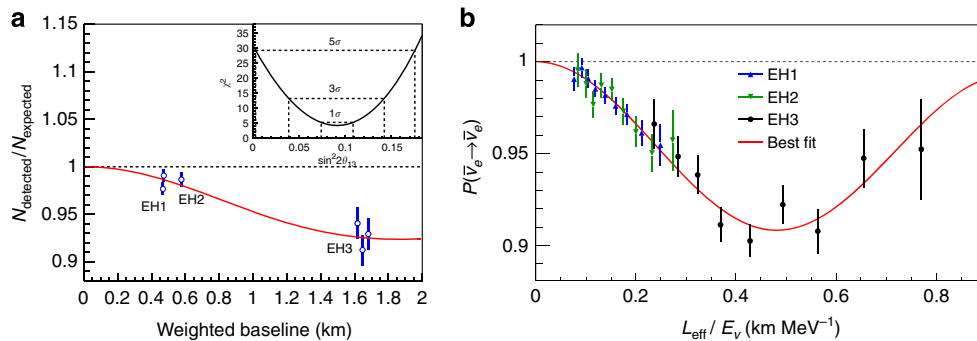 a
N_detected/N_expected
1.15
1.1
1.05
1
0.95
0.9
0 0.2 0.4 0.6 0.8 1 1.2 1.4 1.6 1.8 2
Weighted baseline (km)
EH1
EH2
EH3
χ²
35
30
25
20
15
10
5
0
5σ
3σ
1σ
0 0.05 0.1 0.15
sin²2θ₁₃
b
P(ν̄_e→ν̄_e)
1
0.95
0.9
0 0.2 0.4 0.6 0.8
L_eff / E_ν (km MeV⁻¹)
EH1
EH2
EH3
Best fit